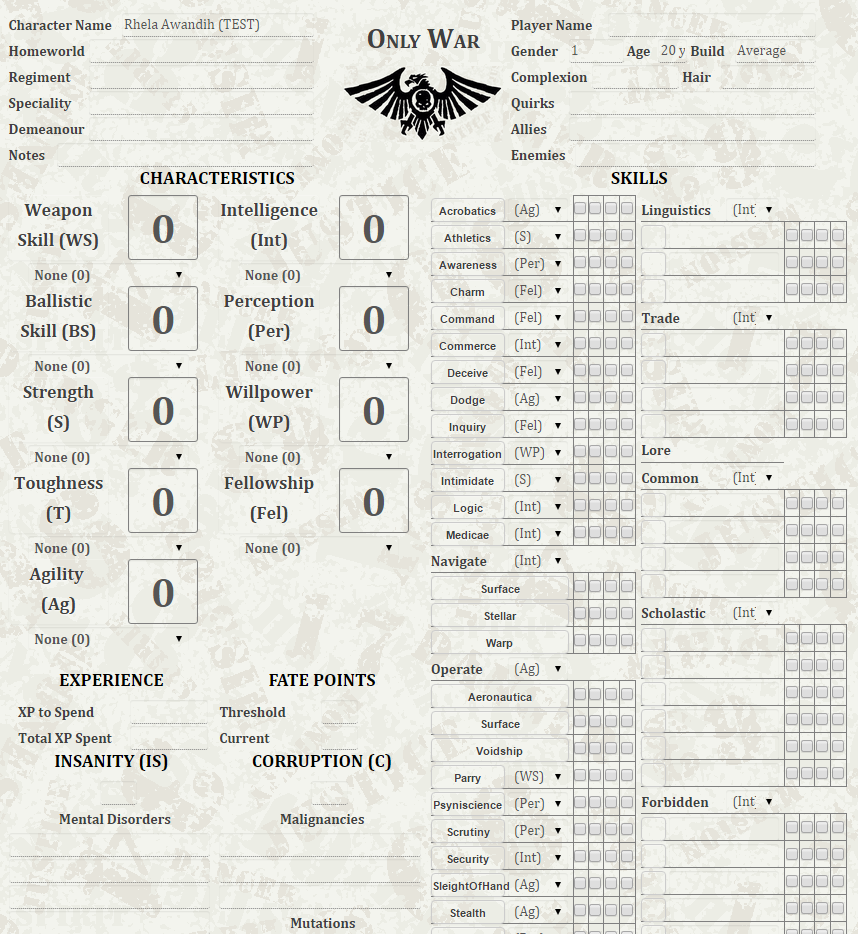 Character Name Rhela Awandih (TEST)
Homeworld
Regiment
Speciality
Demeanour
Notes
Only War
Player Name
Gender 1 Age 20 y Build Average
Complexion Hair
Quirks
Allies
Enemies
CHARACTERISTICS
Weapon
Skill (WS)
0
None (0)
Intelligence
(Int)
0
None (0)
Ballistic
Skill (BS)
0
None (0)
Perception
(Per)
0
None (0)
Strength
(S)
0
None (0)
Willpower
(WP)
0
None (0)
Toughness
(T)
0
None (0)
Fellowship
(Fel)
0
None (0)
Agility
(Ag)
0
None (0)
EXPERIENCE
XP to Spend
Total XP Spent
FATE POINTS
Threshold
Current
INSANITY (IS)
Mental Disorders
CORRUPTION (C)
Malignancies
Mutations
SKILLS
Acrobatics (Ag)
Athletics (S)
Awareness (Per)
Charm (Fel)
Command (Fel)
Commerce (Int)
Deceive (Fel)
Dodge (Ag)
Inquiry (Fel)
Interrogation (WP)
Intimidate (S)
Logic (Int)
Medicae (Int)
Navigate (Int)
Surface
Stellar
Warp
Operate (Ag)
Aeronautica
Surface
Voidship
Parry (WS)
Psyniscience (Per)
Scrutiny (Per)
Security (Int)
SleightOfHand (Ag)
Stealth (Ag)
Linguistics (Int
Trade (Int
Lore
Common (Int
Scholastic (Int
Forbidden (Int